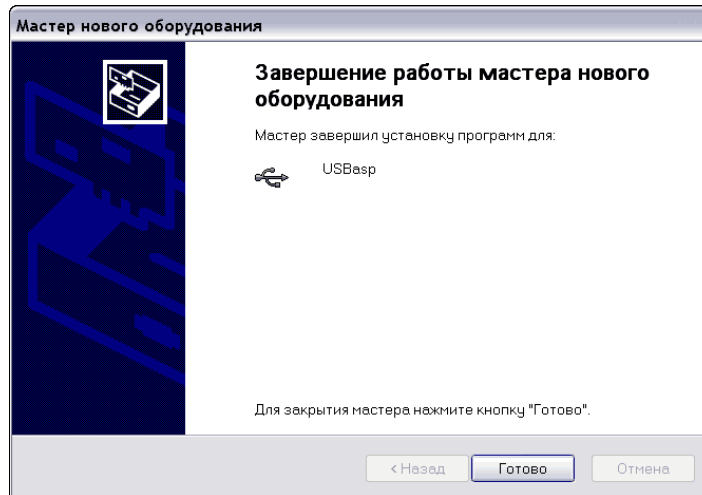 Мастер нового оборудования
Завершение работы мастера нового
оборудования
Мастер завершил установку программ для:
USBasp
Для закрытия мастера нажмите кнопку "Готово".
< Назад
Готово
Отмена